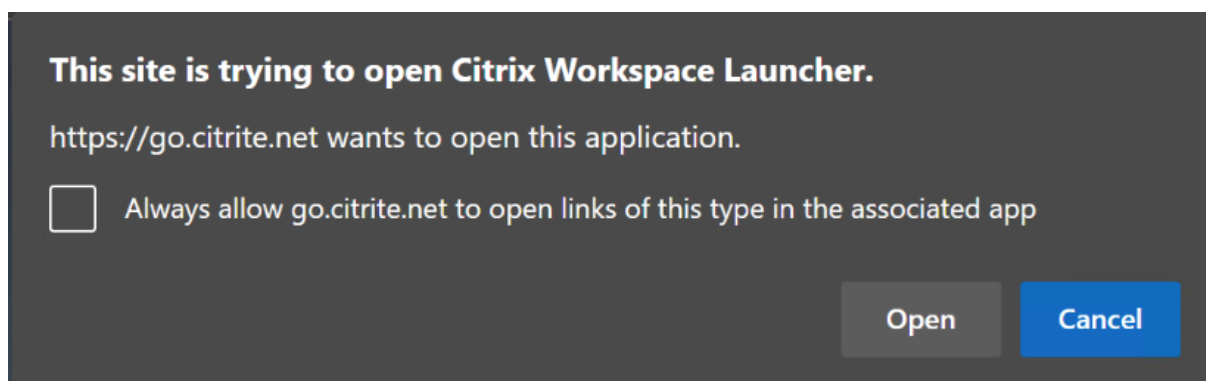 This site is trying to open Citrix Workspace Launcher.
https://go.citrite.net wants to open this application.
Always allow go.citrite.net to open links of this type in the associated app
Open Cancel